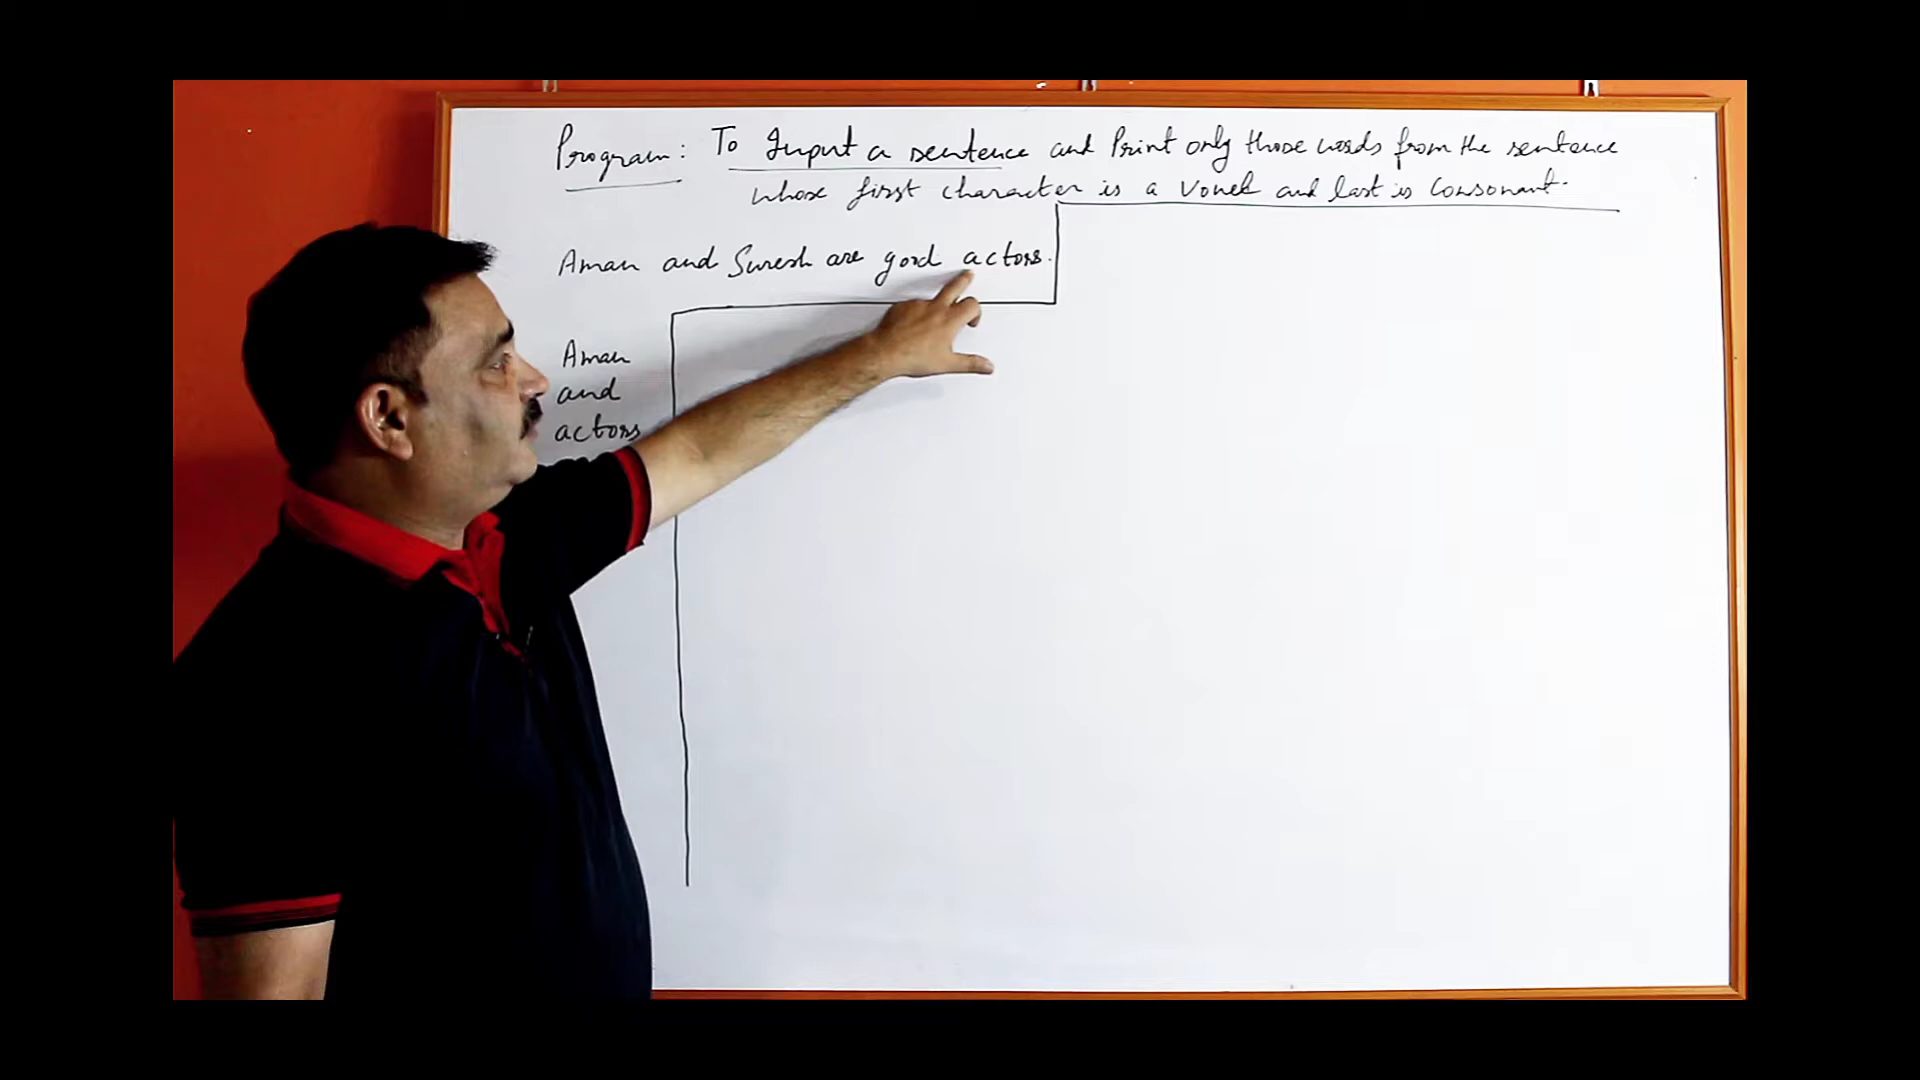 Program: To Input a sentence and Print only those words from the sentence
whose first character is a vowel and last is consonant.
Aman and Suresh are good actors.
Aman
and
actors